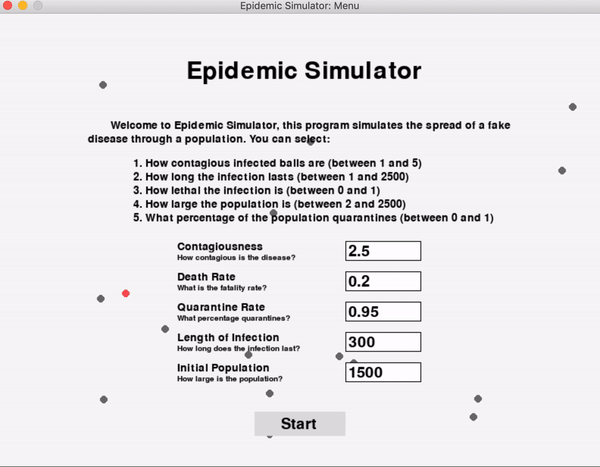 Epidemic Simulator: Menu
Epidemic Simulator
Welcome to Epidemic Simulator, this program simulates the spread of a fake
disease through a population. You can select:
1. How contagious infected balls are (between 1 and 5)
2. How long the infection lasts (between 1 and 2500)
3. How lethal the infection is (between 0 and 1)
4. How large the population is (between 2 and 2500)
5. What percentage of the population quarantines (between 0 and 1)
Contagiousness
How contagious is the disease?
2.5
Death Rate
What is the fatality rate?
0.2
Quarantine Rate
What percentage quarantines?
0.95
Length of Infection
How long does the infection last?
300
Initial Population
How large is the population?
1500
Start